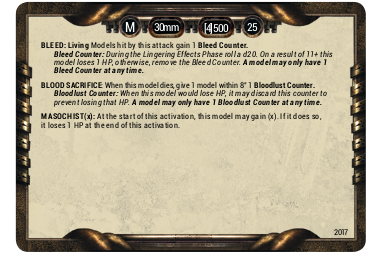 M 30mm 4500 25
BLEED: Living Models hit by this attack gain 1 Bleed Counter.
Bleed Counter: During the Lingering Effects Phase roll a d20. On a result of 11+ this
model loses 1 HP, otherwise, remove the Bleed Counter. A model may only have 1
Bleed Counter at any time.
BLOOD SACRIFICE: When this model dies, give 1 model within 8" 1 Bloodlust Counter.
Bloodlust Counter: When this model would lose HP, it may discard this counter to
prevent losing that HP. A model may only have 1 Bloodlust Counter at any time.
MASOCHIST(x): At the start of this activation, this model may gain (x). If it does so,
it loses 1 HP at the end of this activation.
2017